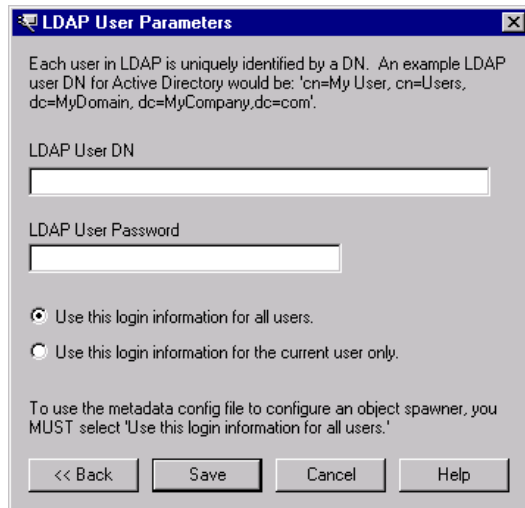 LDAP User Parameters
Each user in LDAP is uniquely identified by a DN. An example LDAP
user DN for Active Directory would be: 'cn=My User, cn=Users,
dc=MyDomain, dc=MyCompany,dc=com'.
LDAP User DN
LDAP User Password
Use this login information for all users.
Use this login information for the current user only.
To use the metadata config file to configure an object spawner, you
MUST select 'Use this login information for all users.'
<< Back Save Cancel Help